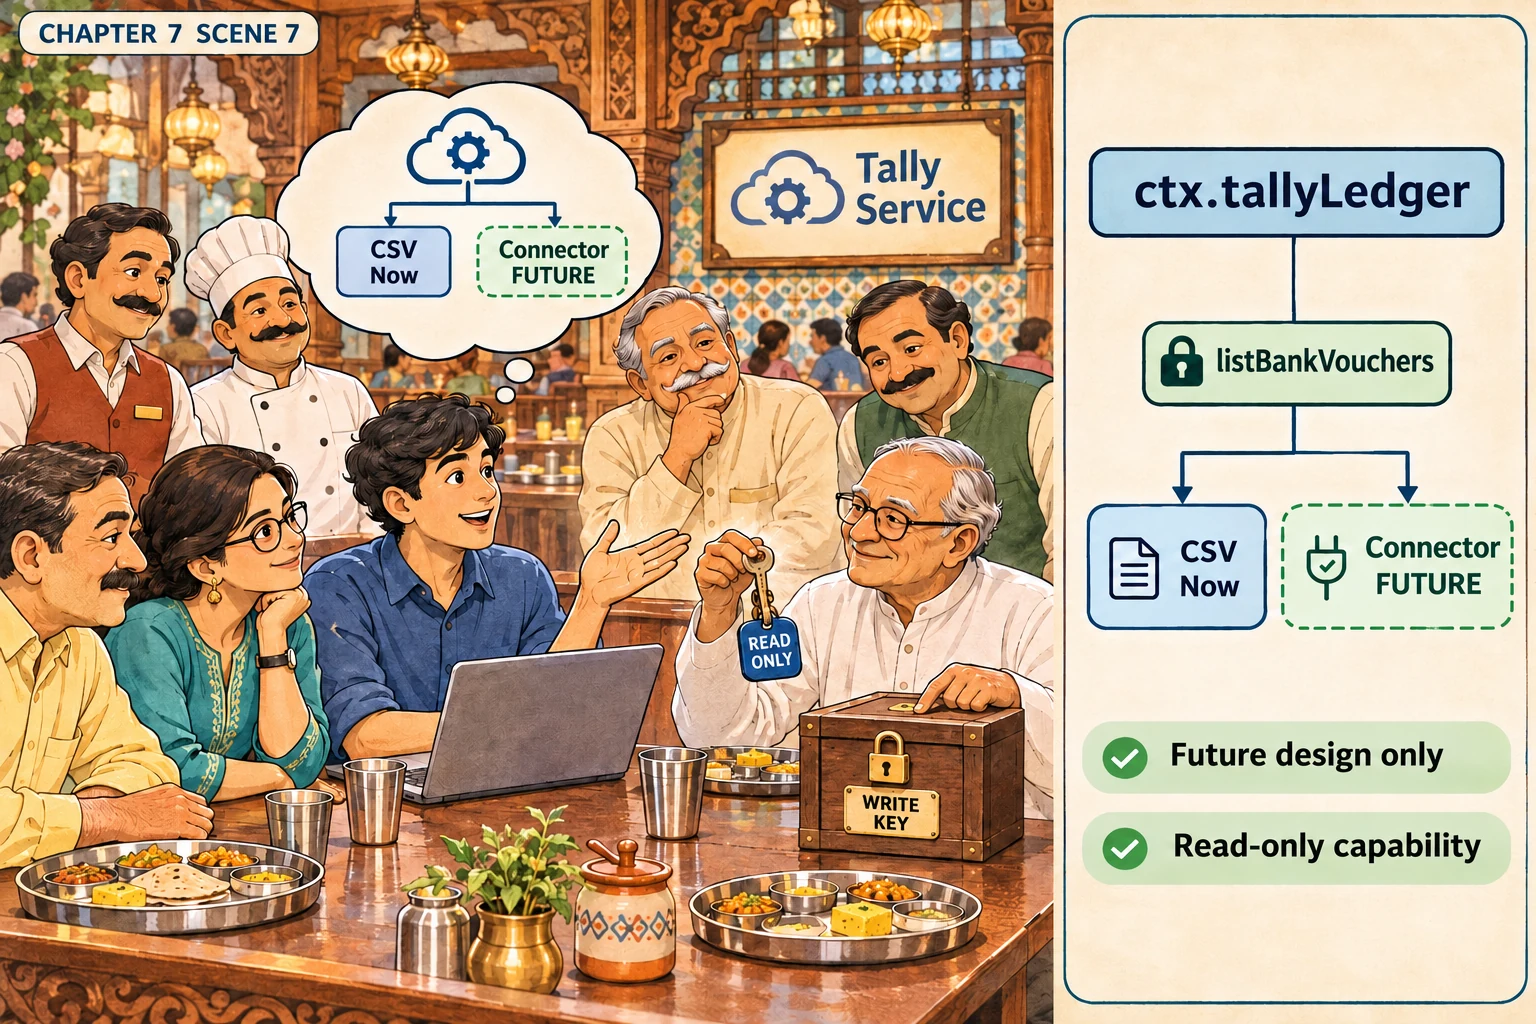 CHAPTER 7 SCENE 7
CSV
Now
Connector
FUTURE
Tally
Service
READ
ONLY
WRITE
KEY
ctx.tallyLedger
listBankVouchers
CSV
Now
Connector
FUTURE
Future design only
Read-only capability